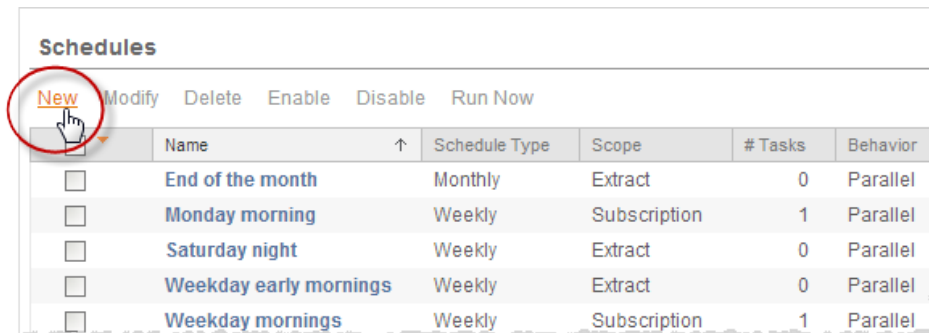 Schedules
New Modify Delete Enable Disable Run Now
Name ↑ Schedule Type Scope # Tasks Behavior
End of the month Monthly Extract 0 Parallel
Monday morning Weekly Subscription 1 Parallel
Saturday night Weekly Extract 0 Parallel
Weekday early mornings Weekly Extract 0 Parallel
Weekday mornings Weekly Subscription 1 Parallel